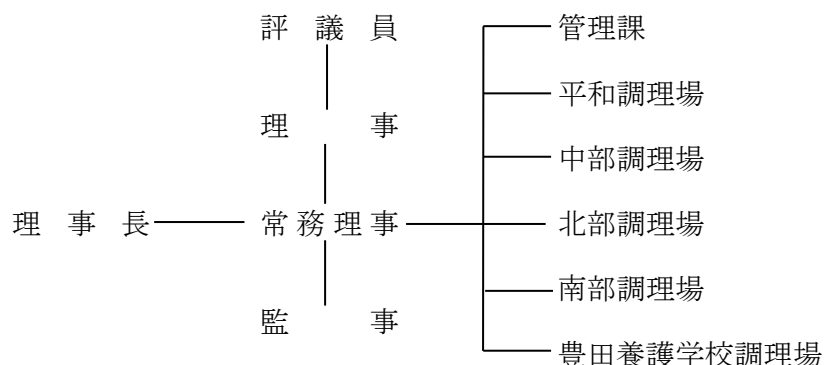 評議員
理事
理事長
常務理事
監事
管理課
平和調理場
中部調理場
北部調理場
南部調理場
豊田養護学校調理場